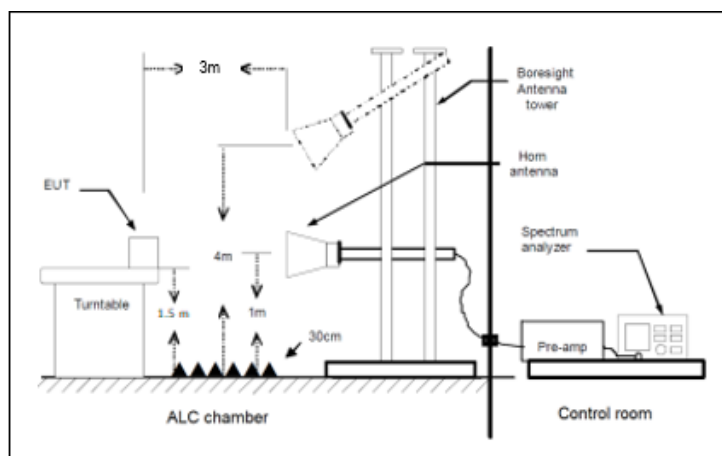 3m
Boresight
Antenna
tower
Horn
antenna
EUT
Spectrum
analyzer
4m
Turntable
1.5 m
1m
30cm
Pre-amp
ALC chamber
Control room